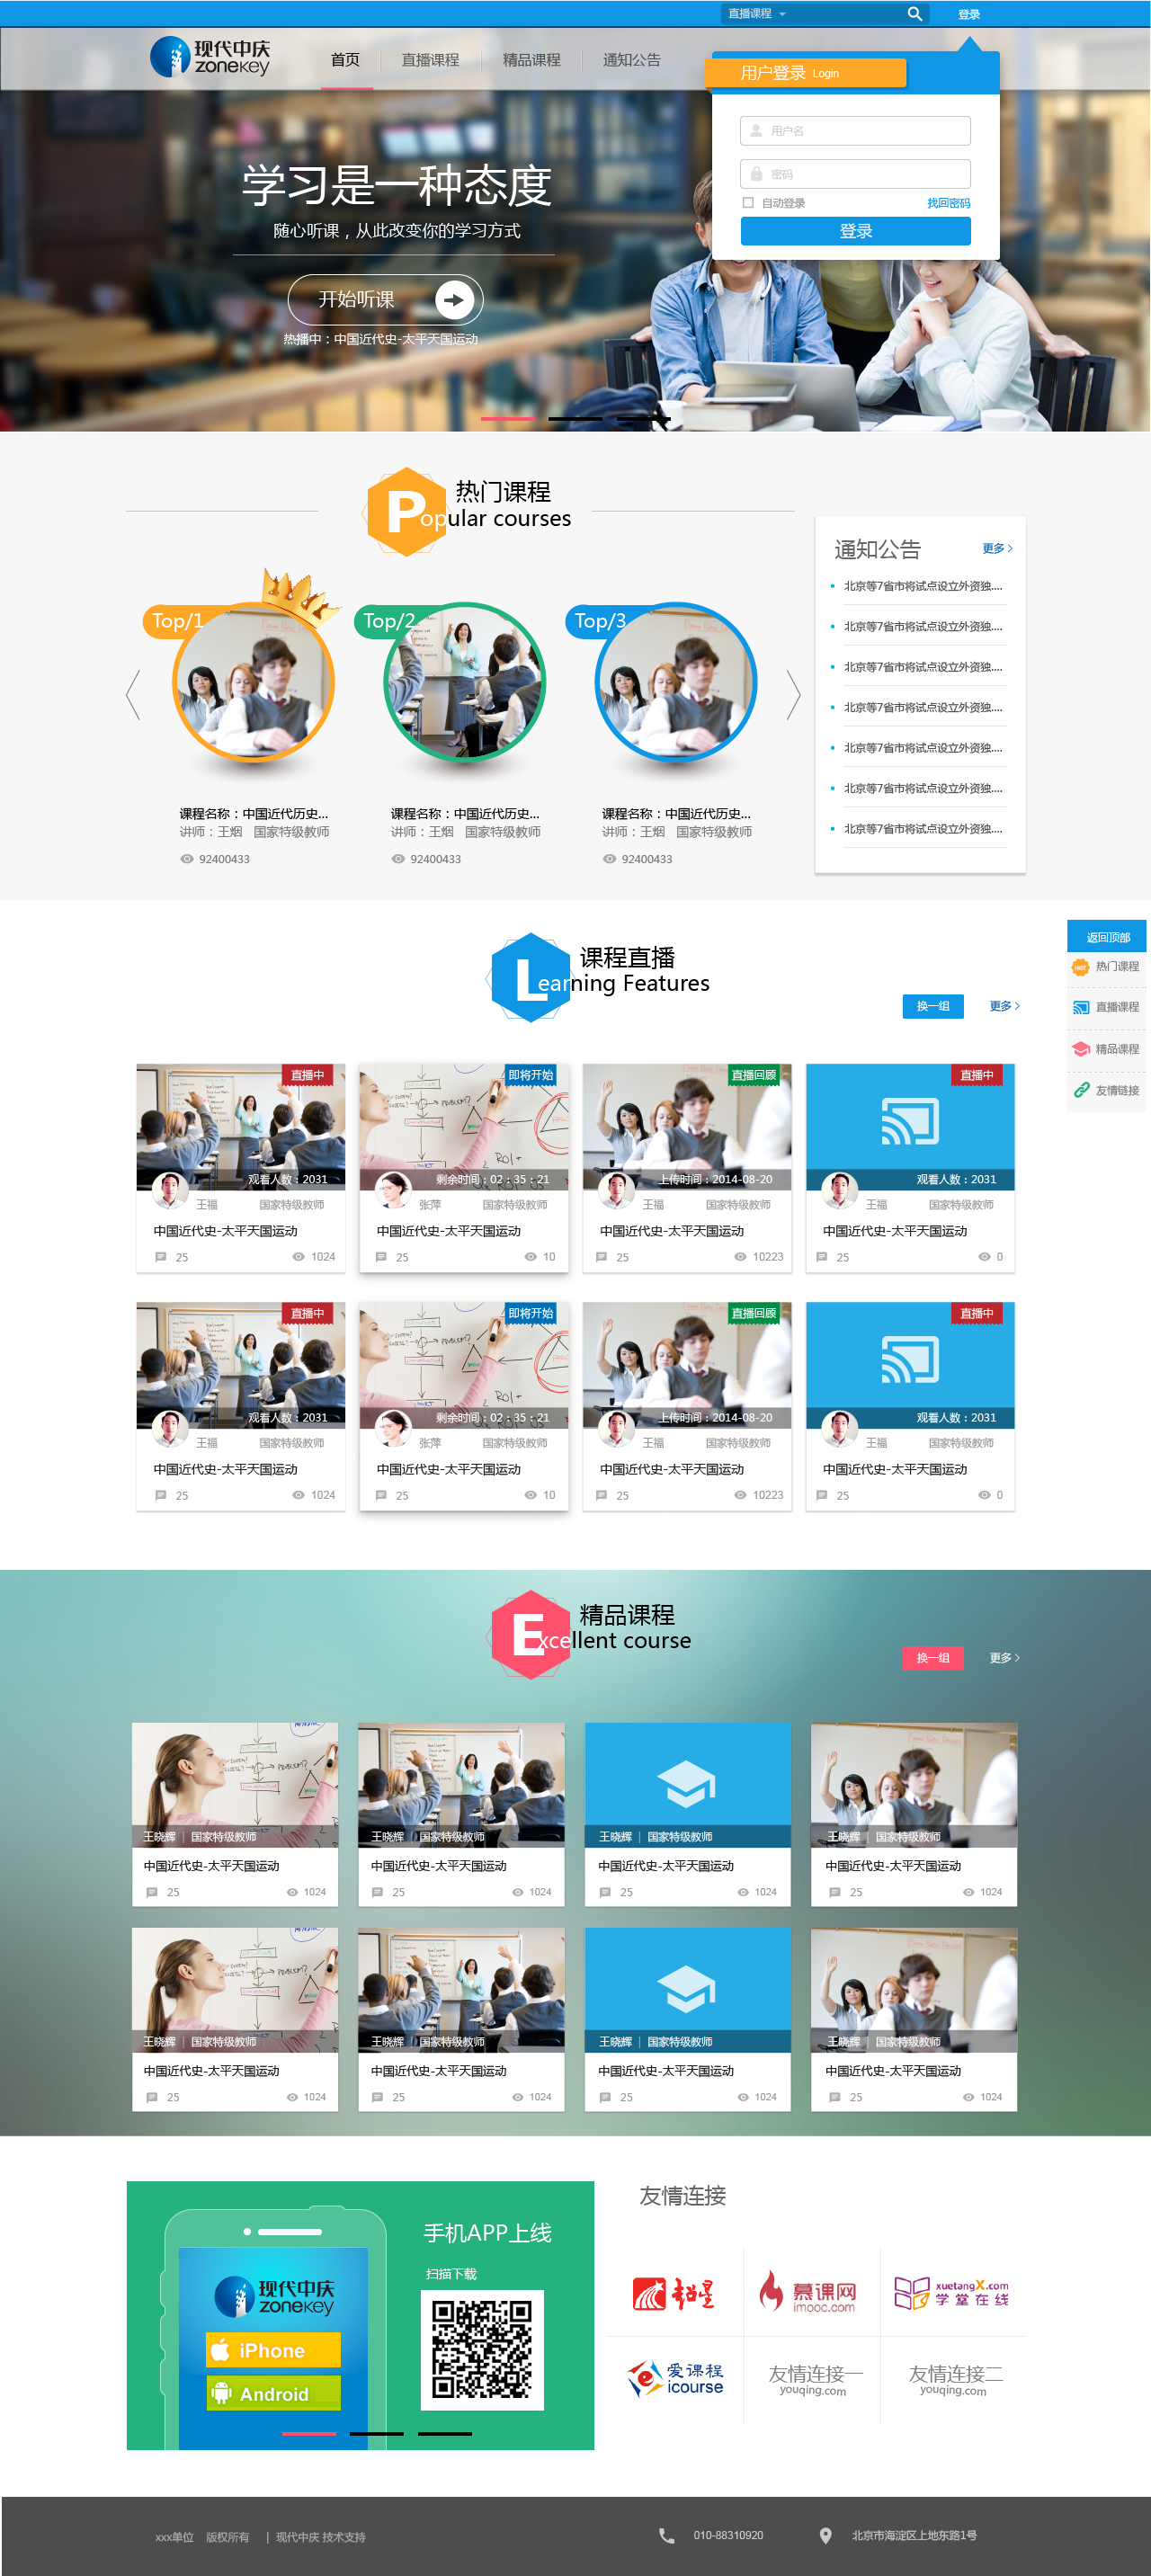 直播课程
登录
现代中庆
zonekey
首页
直播课程
精品课程
通知公告
用户登录 Login
用户名
密码
自动登录
找回密码
登录
学习是一种态度
随心听课，从此改变你的学习方式
开始听课
热播中：中国近代史-太平天国运动
热门课程
Popular courses
Top/1
Top/2
Top/3
课程名称：中国近代历史...
讲师：王烟 国家特级教师
92400433
课程名称：中国近代历史...
讲师：王烟 国家特级教师
92400433
课程名称：中国近代历史...
讲师：王烟 国家特级教师
92400433
通知公告
更多
北京等7省市将试点设立外资独....
北京等7省市将试点设立外资独....
北京等7省市将试点设立外资独....
北京等7省市将试点设立外资独....
北京等7省市将试点设立外资独....
北京等7省市将试点设立外资独....
北京等7省市将试点设立外资独....
返回顶部
HOT 热门课程
直播课程
精品课程
友情链接
课程直播
Learning Features
换一组
更多
直播中
观看人数：2031
王福 国家特级教师
中国近代史-太平天国运动
25 1024
即将开始
剩余时间：02：35：21
张萍 国家特级教师
中国近代史-太平天国运动
25 10
直播回顾
上传时间：2014-08-20
王福 国家特级教师
中国近代史-太平天国运动
25 10223
直播中
观看人数：2031
王福 国家特级教师
中国近代史-太平天国运动
25 0
直播中
观看人数：2031
王福 国家特级教师
中国近代史-太平天国运动
25 1024
即将开始
剩余时间：02：35：21
张萍 国家特级教师
中国近代史-太平天国运动
25 10
直播回顾
上传时间：2014-08-20
王福 国家特级教师
中国近代史-太平天国运动
25 10223
直播中
观看人数：2031
王福 国家特级教师
中国近代史-太平天国运动
25 0
精品课程
Excellent course
换一组
更多
王晓辉 | 国家特级教师
中国近代史-太平天国运动
25 1024
王晓辉 | 国家特级教师
中国近代史-太平天国运动
25 1024
王晓辉 | 国家特级教师
中国近代史-太平天国运动
25 1024
王晓辉 | 国家特级教师
中国近代史-太平天国运动
25 1024
王晓辉 | 国家特级教师
中国近代史-太平天国运动
25 1024
王晓辉 | 国家特级教师
中国近代史-太平天国运动
25 1024
王晓辉 | 国家特级教师
中国近代史-太平天国运动
25 1024
王晓辉 | 国家特级教师
中国近代史-太平天国运动
25 1024
现代中庆
zonekey
iPhone
Android
手机APP上线
扫描下载
友情连接
超星
慕课网
imooc.com
xuetangX.com
学堂在线
爱课程
icourse
友情连接一
youqing.com
友情连接二
youqing.com
xxx单位 版权所有 | 现代中庆 技术支持
010-88310920
北京市海淀区上地东路1号